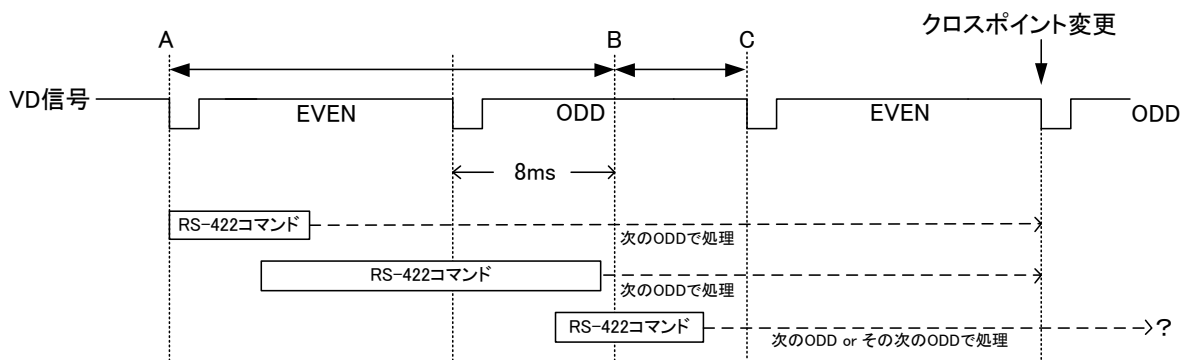 クロスポイント変更
A
B
C
VD信号
EVEN
ODD
EVEN
ODD
8ms
RS-422コマンド
次のODDで処理
RS-422コマンド
次のODDで処理
RS-422コマンド
次のODD or その次のODDで処理
?